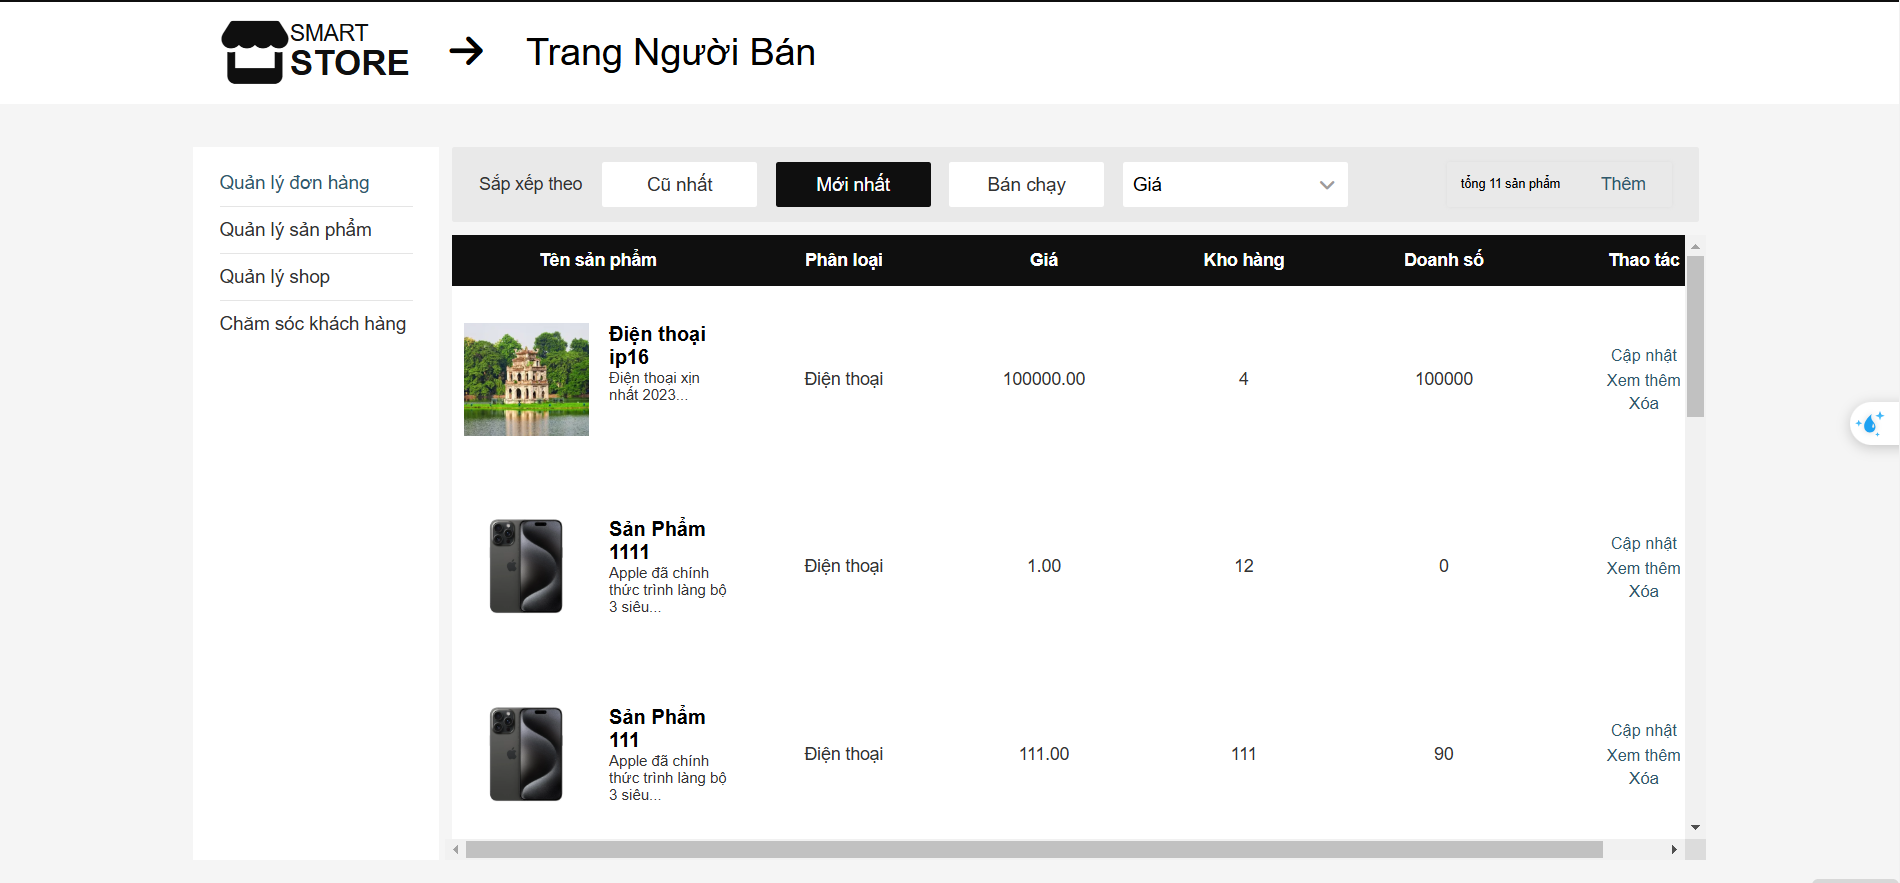 SMART
STORE
Trang Người Bán
Quản lý đơn hàng
Quản lý sản phẩm
Quản lý shop
Chăm sóc khách hàng
Sắp xếp theo
Cũ nhất
Mới nhất
Bán chạy
Giá
tổng 11 sản phẩm
Thêm
Tên sản phẩm
Phân loại
Giá
Kho hàng
Doanh số
Thao tác
Điện thoại
ip16
Điện thoại xịn
nhất 2023...
Điện thoại
100000.00
4
100000
Cập nhật
Xem thêm
Xóa
Sản Phẩm
1111
Apple đã chính
thức trình làng bộ
3 siêu...
Điện thoại
1.00
12
0
Cập nhật
Xem thêm
Xóa
Sản Phẩm
111
Apple đã chính
thức trình làng bộ
3 siêu...
Điện thoại
111.00
111
90
Cập nhật
Xem thêm
Xóa